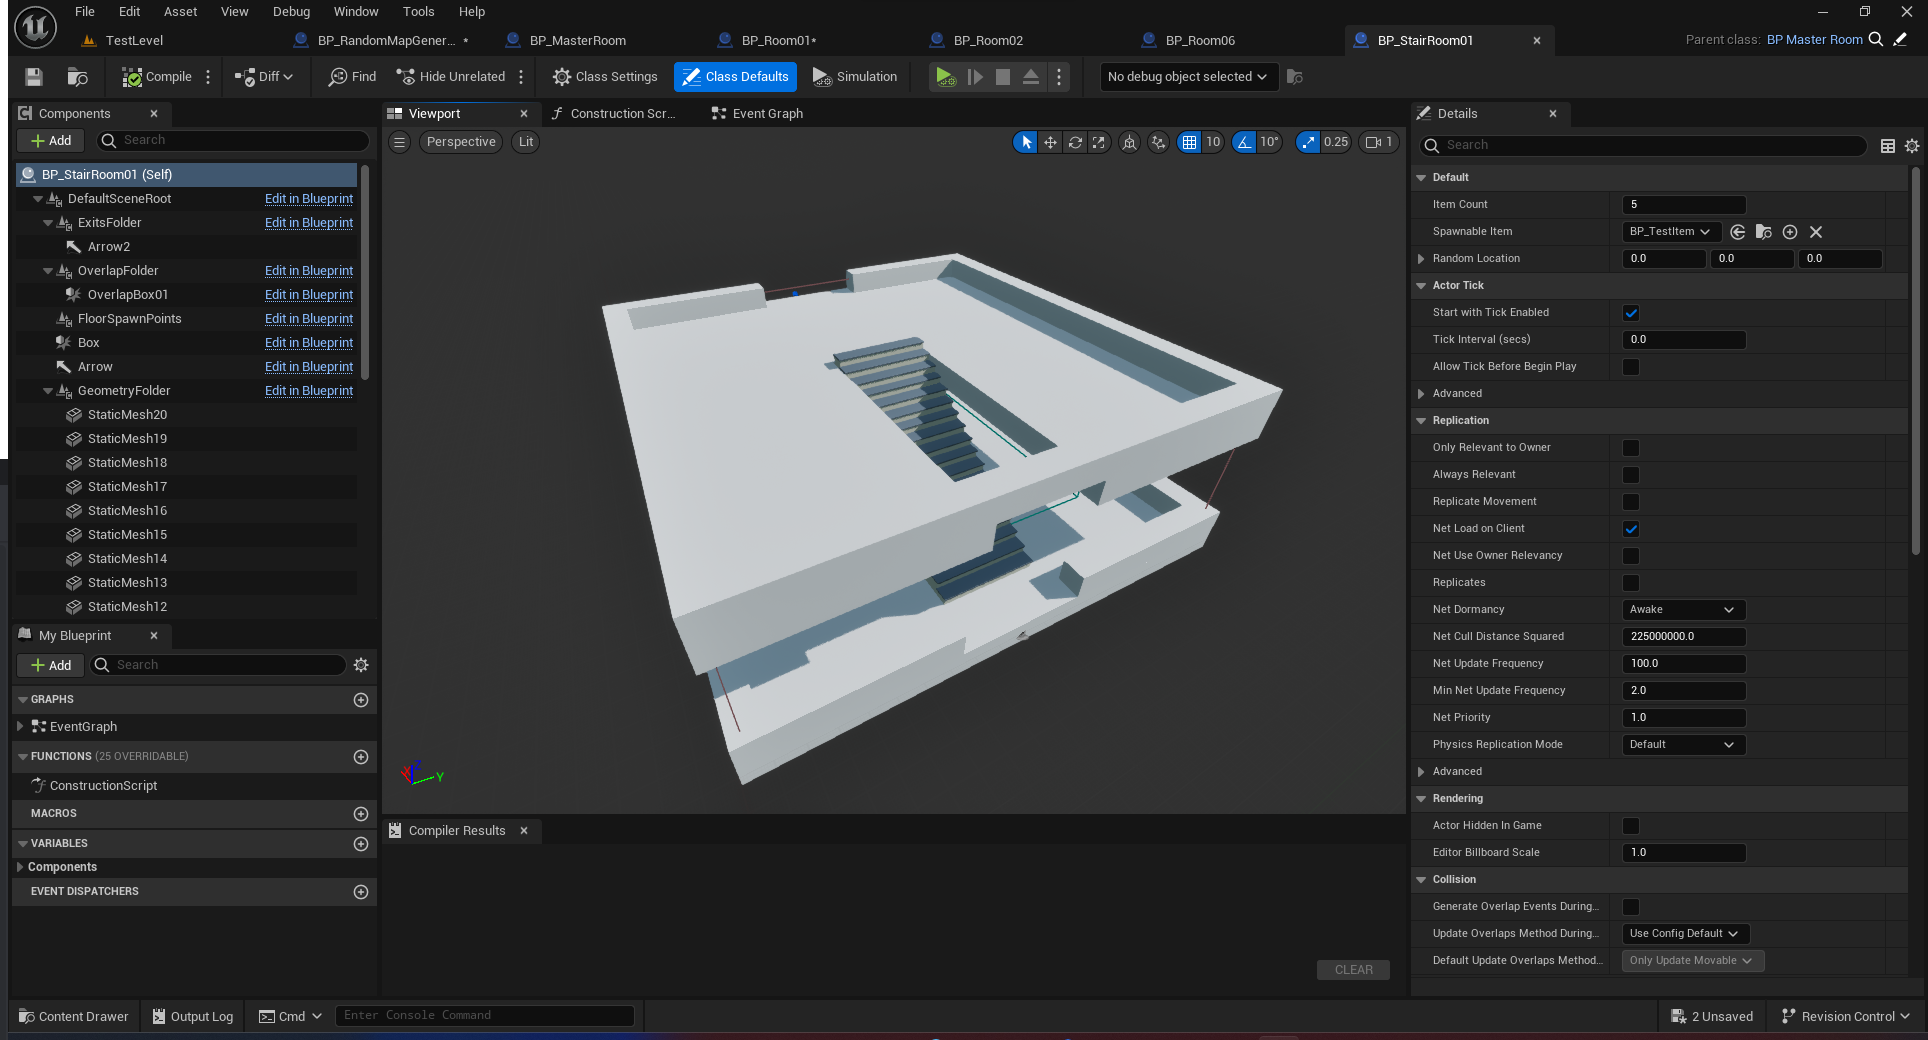 File Edit Asset View Debug Window Tools Help
TestLevel BP_RandomMapGener... * BP_MasterRoom BP_Room01* BP_Room02 BP_Room06 BP_StairRoom01 Parent class: BP Master Room
Compile Diff Find Hide Unrelated Class Settings Class Defaults Simulation No debug object selected
Components
Add Search
BP_StairRoom01 (Self)
DefaultSceneRoot Edit in Blueprint
ExitsFolder Edit in Blueprint
Arrow2
OverlapFolder Edit in Blueprint
OverlapBox01 Edit in Blueprint
FloorSpawnPoints Edit in Blueprint
Box Edit in Blueprint
Arrow Edit in Blueprint
GeometryFolder Edit in Blueprint
StaticMesh20
StaticMesh19
StaticMesh18
StaticMesh17
StaticMesh16
StaticMesh15
StaticMesh14
StaticMesh13
StaticMesh12
My Blueprint
Add Search
GRAPHS
EventGraph
FUNCTIONS (25 OVERRIDABLE)
ConstructionScript
MACROS
VARIABLES
Components
EVENT DISPATCHERS
Viewport Construction Scr... Event Graph
Perspective Lit 10 10° 0.25 1
X Z Y
Compiler Results
CLEAR
Details
Search
Default
Item Count 5
Spawnable Item BP_TestItem
Random Location 0.0 0.0 0.0
Actor Tick
Start with Tick Enabled
Tick Interval (secs) 0.0
Allow Tick Before Begin Play
Advanced
Replication
Only Relevant to Owner
Always Relevant
Replicate Movement
Net Load on Client
Net Use Owner Relevancy
Replicates
Net Dormancy Awake
Net Cull Distance Squared 225000000.0
Net Update Frequency 100.0
Min Net Update Frequency 2.0
Net Priority 1.0
Physics Replication Mode Default
Advanced
Rendering
Actor Hidden In Game
Editor Billboard Scale 1.0
Collision
Generate Overlap Events During...
Update Overlaps Method During... Use Config Default
Default Update Overlaps Method... Only Update Movable
Content Drawer Output Log Cmd Enter Console Command 2 Unsaved Revision Control